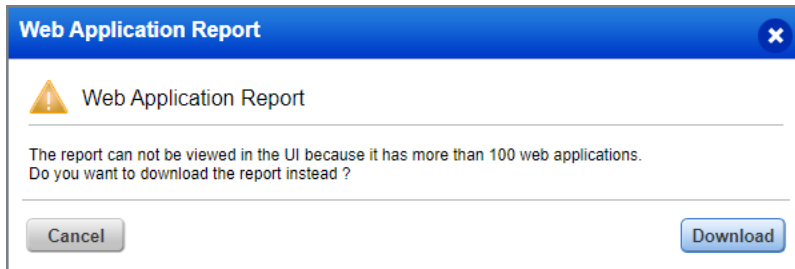 Web Application Report
Web Application Report
The report can not be viewed in the UI because it has more than 100 web applications.
Do you want to download the report instead ?
Cancel
Download